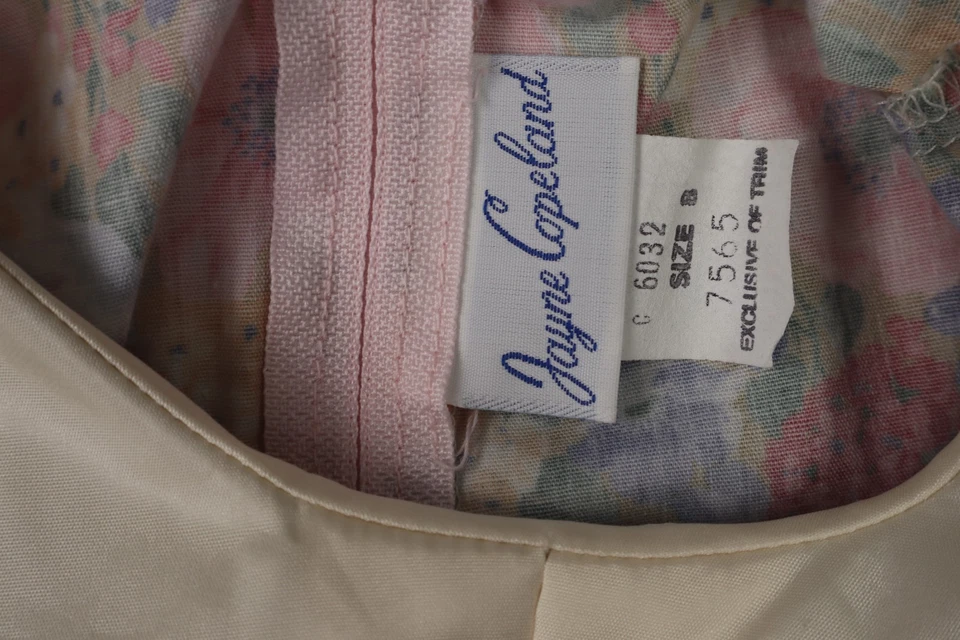 Jayne Copeland
C 6032
SIZE 8
7565
EXCLUSIVE OF TRIM